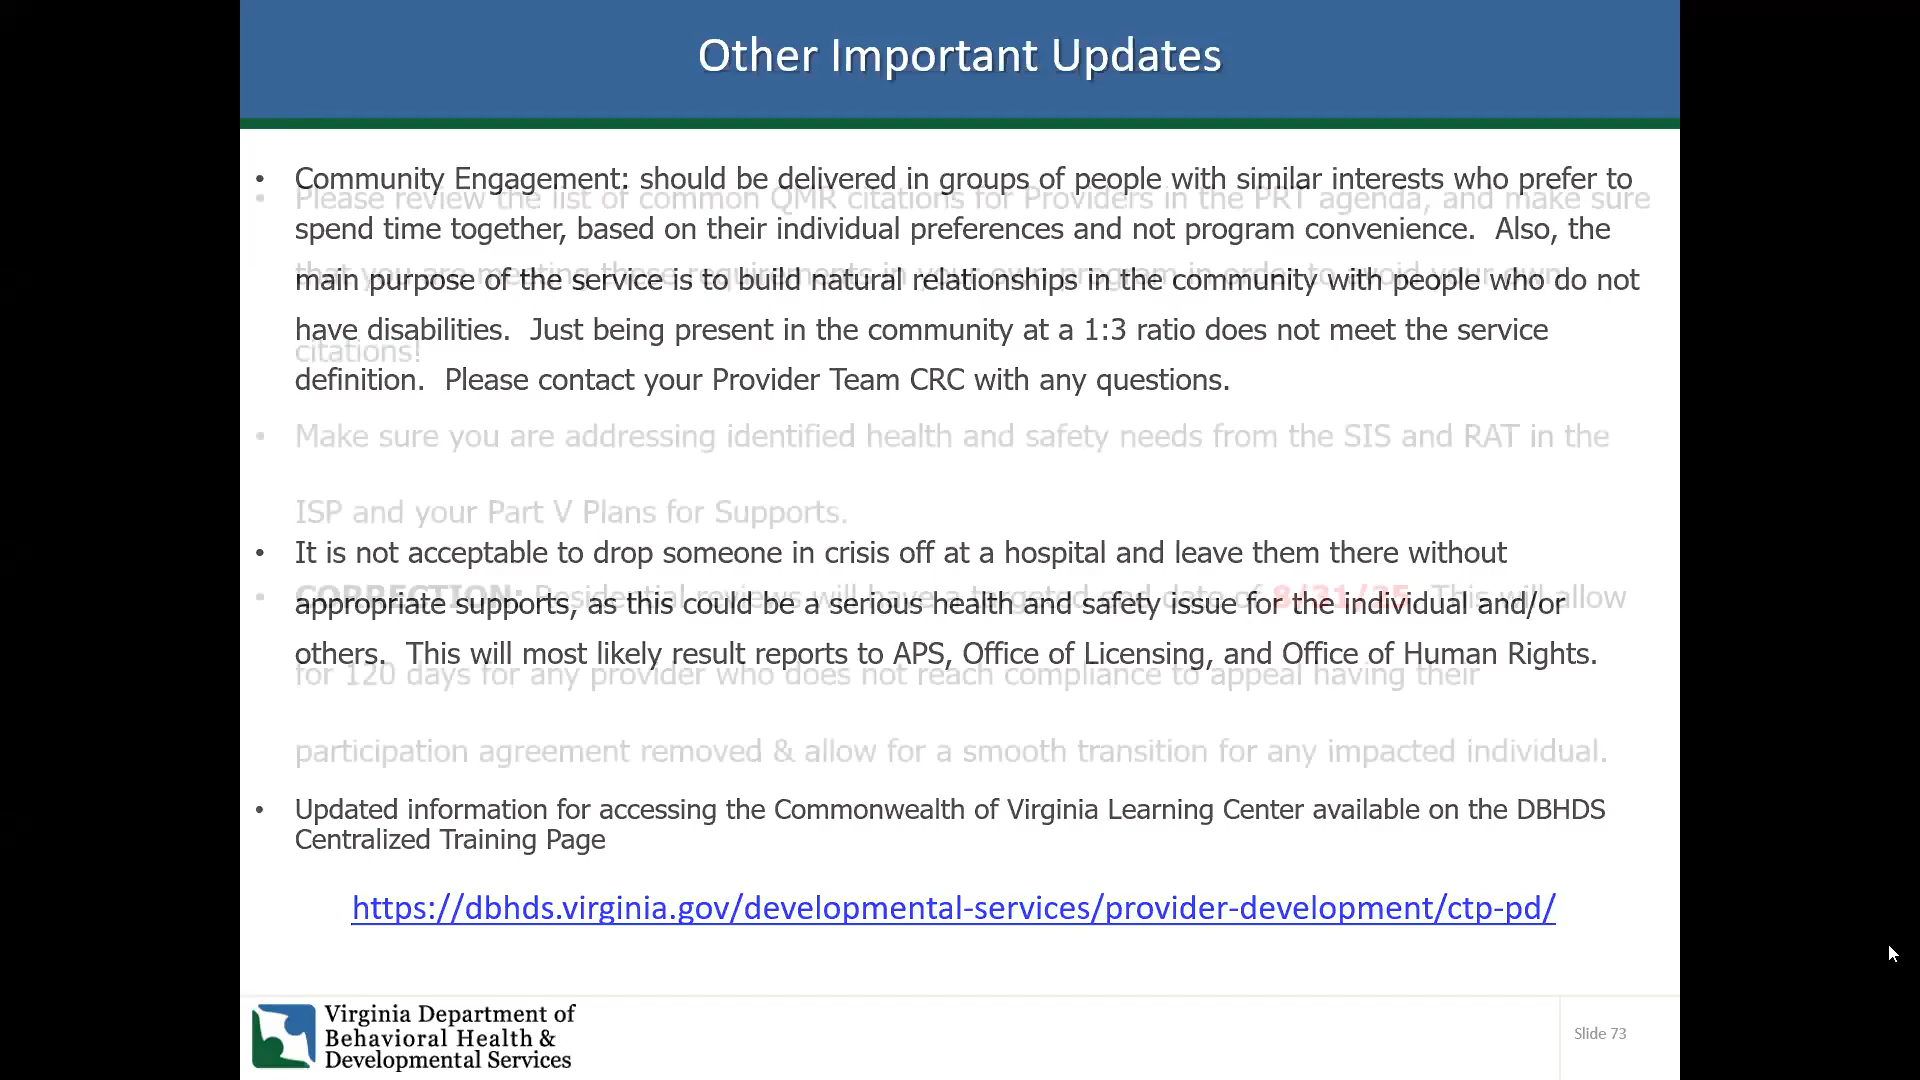 Other Important Updates
• Community Engagement: should be delivered in groups of people with similar interests who prefer to
spend time together, based on their individual preferences and not program convenience.  Also, the
main purpose of the service is to build natural relationships in the community with people who do not
have disabilities.  Just being present in the community at a 1:3 ratio does not meet the service
definition.  Please contact your Provider Team CRC with any questions.
• Please review the list of common QMR citations for Providers in the PRT agenda, and make sure
that you are meeting these requirements in your own program in order to avoid your own
citations!
• Make sure you are addressing identified health and safety needs from the SIS and RAT in the
ISP and your Part V Plans for Supports.
• It is not acceptable to drop someone in crisis off at a hospital and leave them there without
appropriate supports, as this could be a serious health and safety issue for the individual and/or
others.  This will most likely result reports to APS, Office of Licensing, and Office of Human Rights.
• CORRECTION: Residential reviews will have a targeted end date of 8/31/25. This will allow
for 120 days for any provider who does not reach compliance to appeal having their
participation agreement removed & allow for a smooth transition for any impacted individual.
• Updated information for accessing the Commonwealth of Virginia Learning Center available on the DBHDS
Centralized Training Page
https://dbhds.virginia.gov/developmental-services/provider-development/ctp-pd/
Virginia Department of
Behavioral Health &
Developmental Services
Slide 73